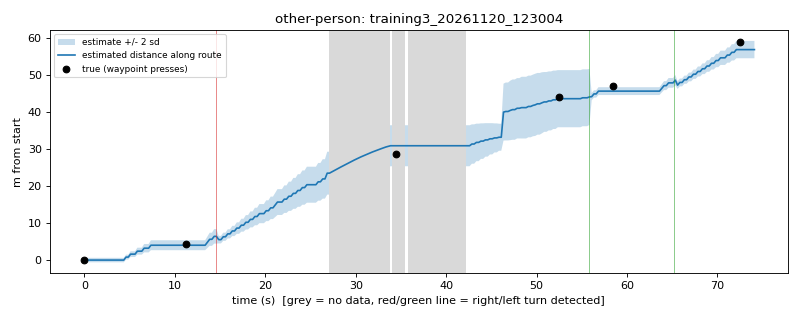 other-person: training3_20261120_123004
estimate +/- 2 sd
estimated distance along route
true (waypoint presses)
m from start
60
50
40
30
20
10
0
0 10 20 30 40 50 60 70
time (s) [grey = no data, red/green line = right/left turn detected]